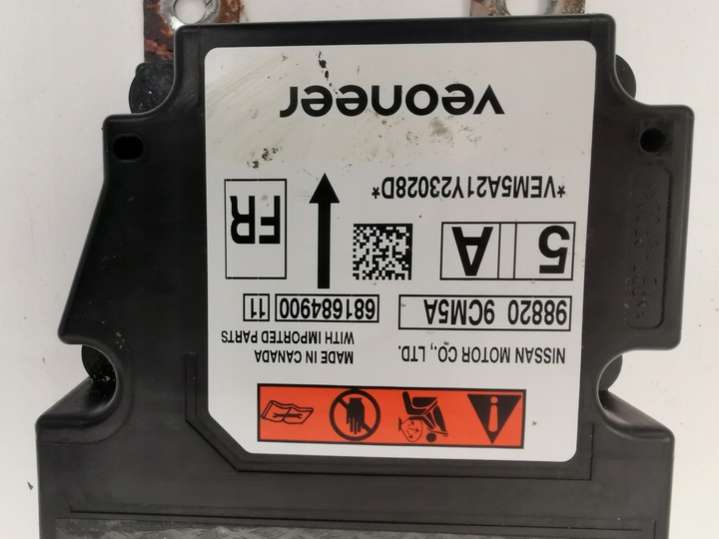 NISSAN MOTOR CO., LTD.
MADE IN CANADA
WITH IMPORTED PARTS
98820 9CM5A
681684900 11
5 A
FR
*VEM5A21Y23028D*
veoneer